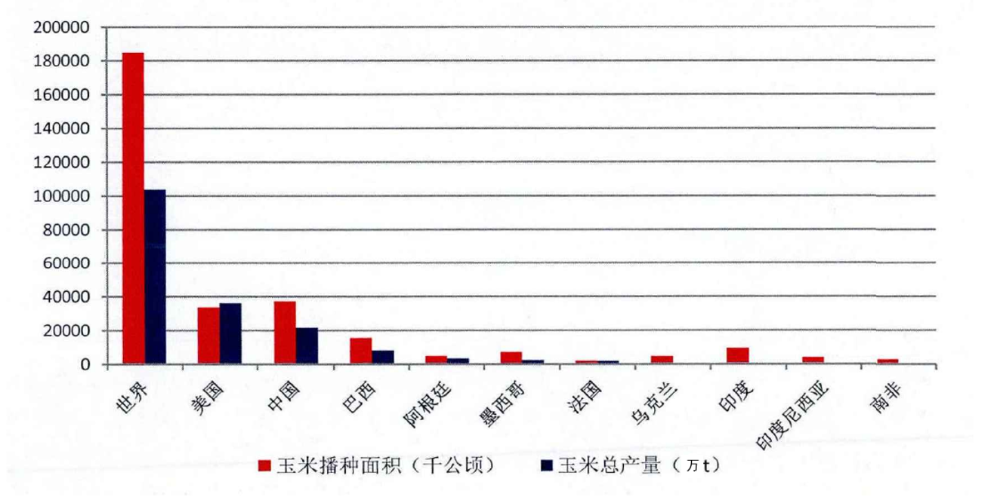 200000
180000
160000
140000
120000
100000
80000
60000
40000
20000
0
世界
美国
中国
巴西
阿根廷
墨西哥
法国
乌克兰
印度
印度尼西亚
南非
玉米播种面积（千公顷） 玉米总产量（万t）